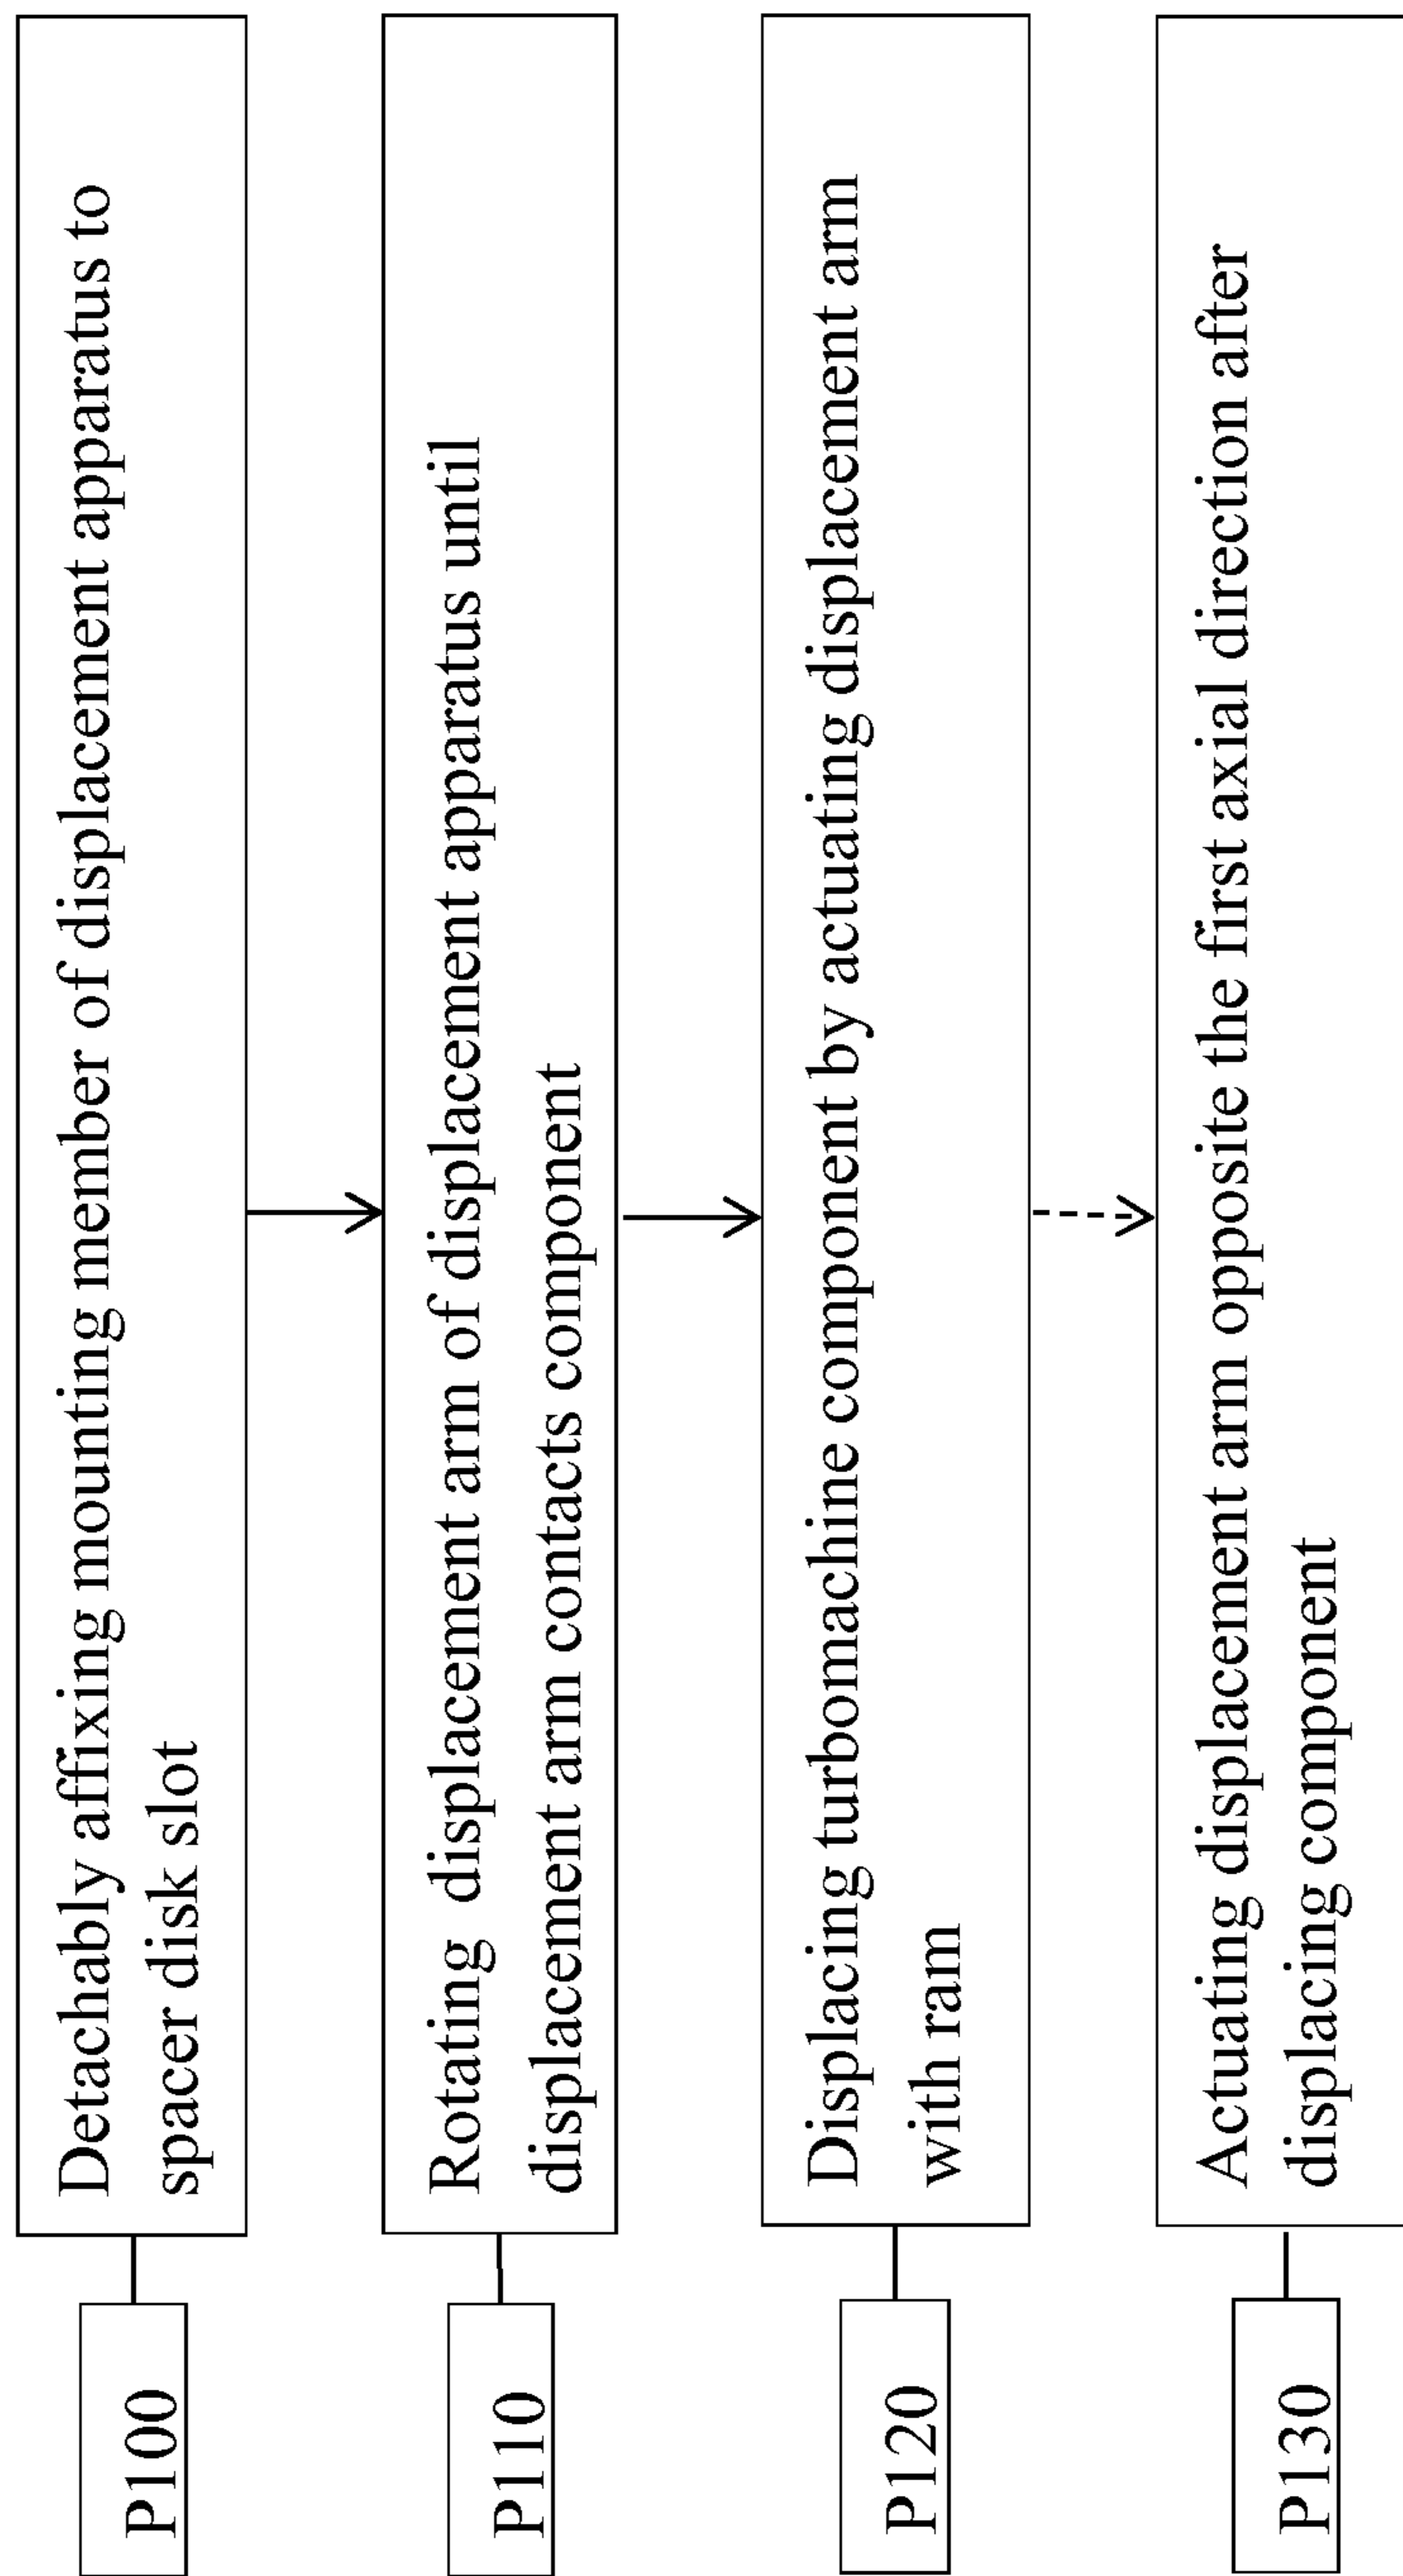 P100
Detachably affixing mounting member of displacement apparatus to
spacer disk slot
P110
Rotating displacement arm of displacement apparatus until
displacement arm contacts component
P120
Displacing turbomachine component by actuating displacement arm
with ram
P130
Actuating displacement arm opposite the first axial direction after
displacing component